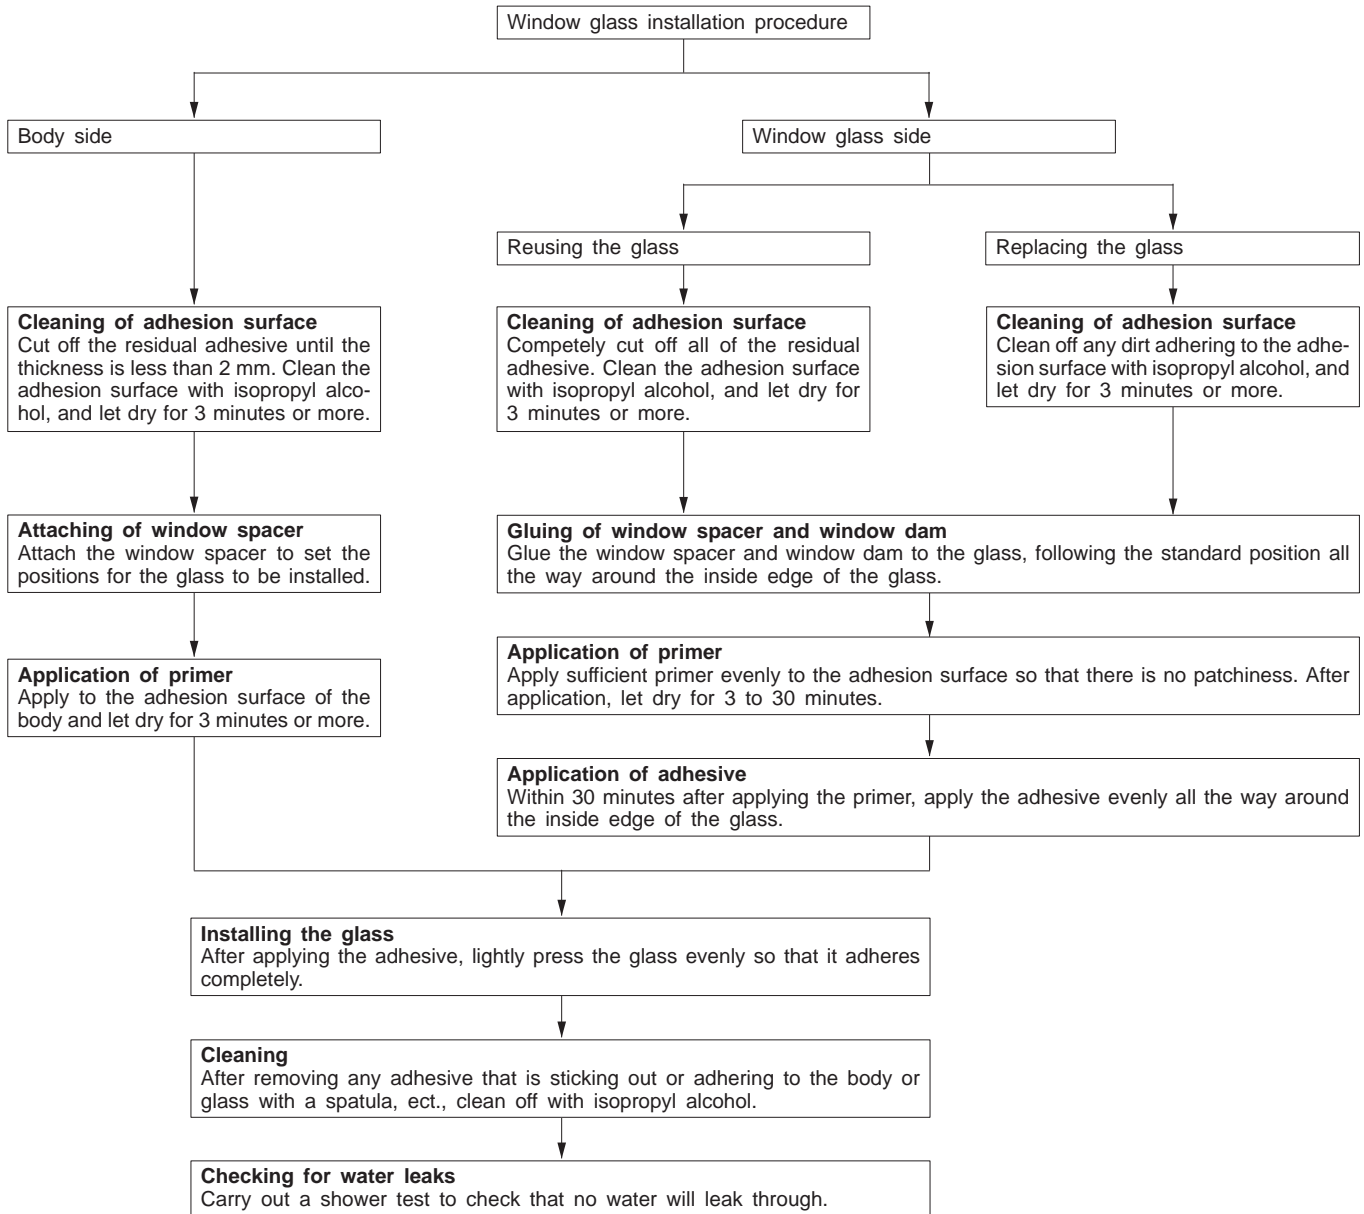 Window glass installation procedure
Body side
Window glass side
Reusing the glass
Replacing the glass
Cleaning of adhesion surface
Cut off the residual adhesive until the
thickness is less than 2 mm. Clean the
adhesion surface with isopropyl alco-
hol, and let dry for 3 minutes or more.
Cleaning of adhesion surface
Competely cut off all of the residual
adhesive. Clean the adhesion surface
with isopropyl alcohol, and let dry for
3 minutes or more.
Cleaning of adhesion surface
Clean off any dirt adhering to the adhe-
sion surface with isopropyl alcohol, and
let dry for 3 minutes or more.
Attaching of window spacer
Attach the window spacer to set the
positions for the glass to be installed.
Gluing of window spacer and window dam
Glue the window spacer and window dam to the glass, following the standard position all
the way around the inside edge of the glass.
Application of primer
Apply to the adhesion surface of the
body and let dry for 3 minutes or more.
Application of primer
Apply sufficient primer evenly to the adhesion surface so that there is no patchiness. After
application, let dry for 3 to 30 minutes.
Application of adhesive
Within 30 minutes after applying the primer, apply the adhesive evenly all the way around
the inside edge of the glass.
Installing the glass
After applying the adhesive, lightly press the glass evenly so that it adheres
completely.
Cleaning
After removing any adhesive that is sticking out or adhering to the body or
glass with a spatula, ect., clean off with isopropyl alcohol.
Checking for water leaks
Carry out a shower test to check that no water will leak through.